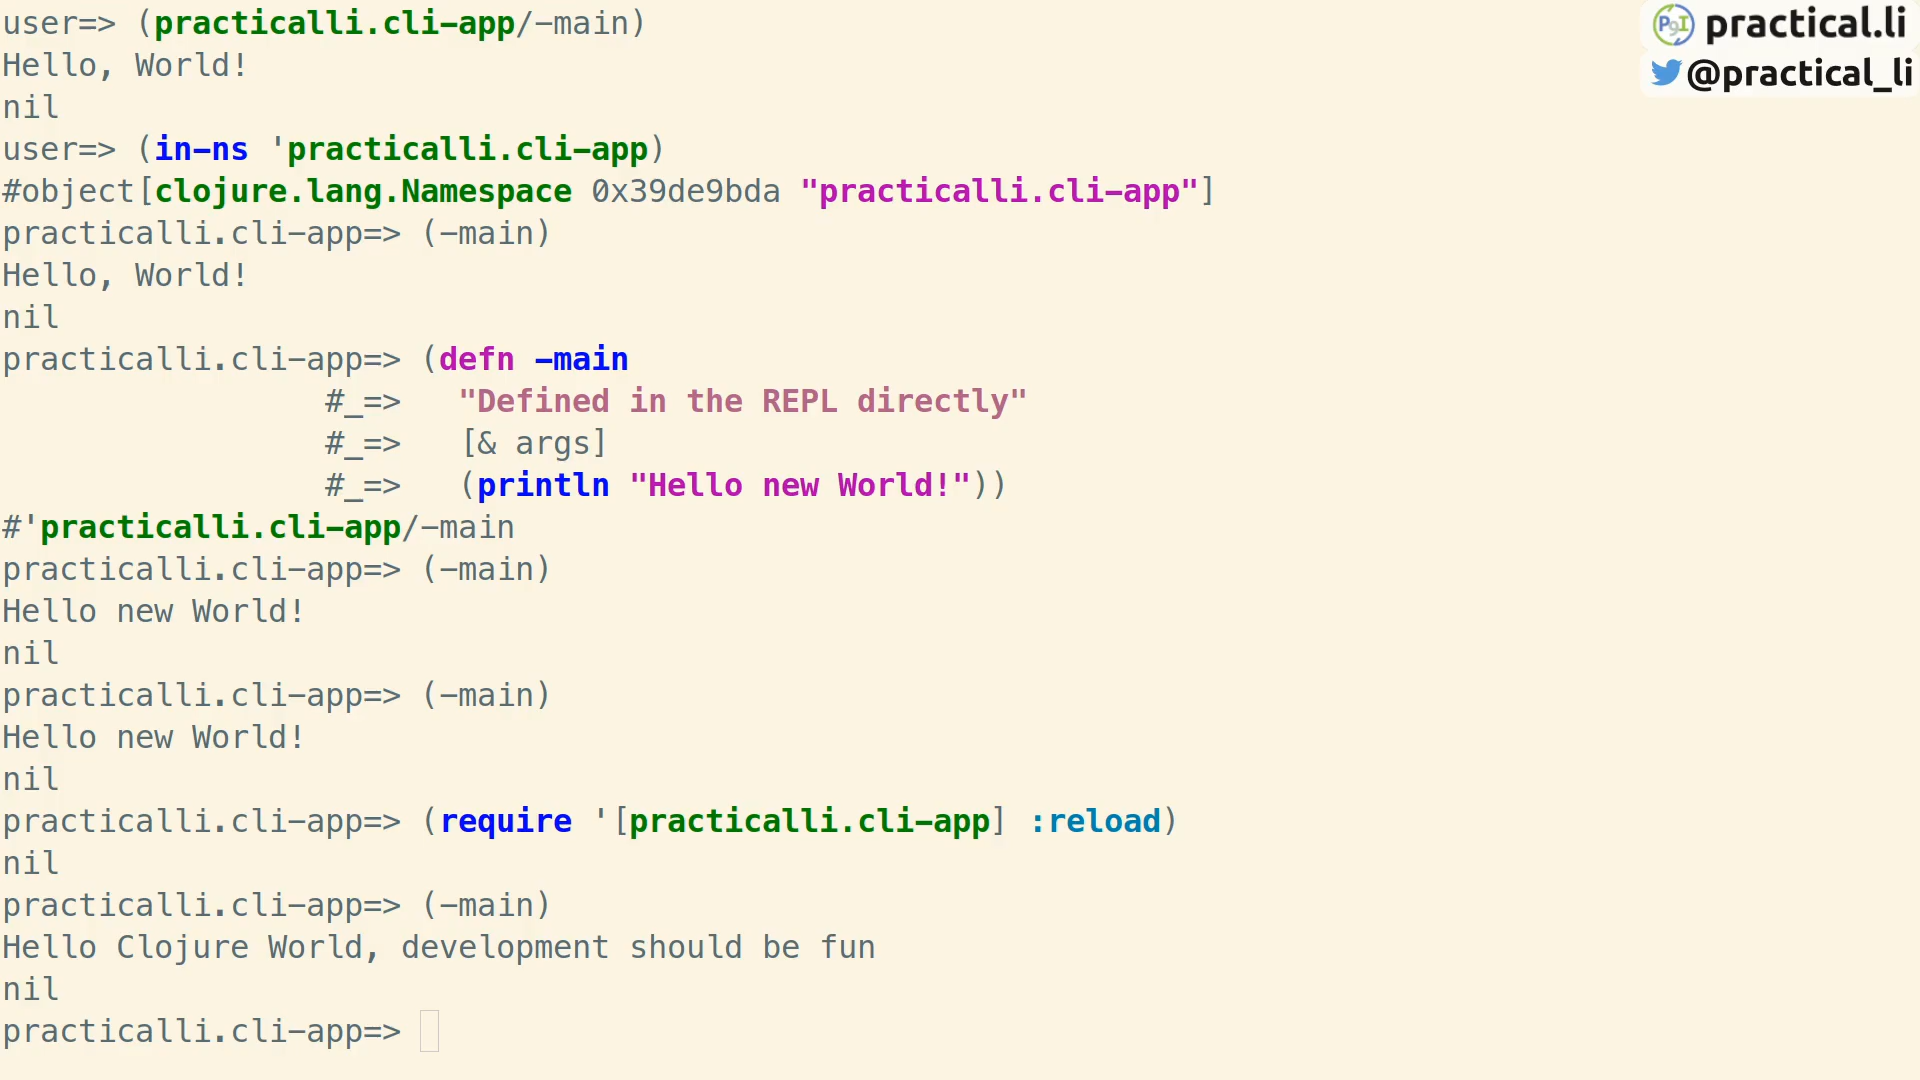 user=> (practicalli.cli-app/-main)
Hello, World!
nil
user=> (in-ns 'practicalli.cli-app)
#object[clojure.lang.Namespace 0x39de9bda "practicalli.cli-app"]
practicalli.cli-app=> (-main)
Hello, World!
nil
practicalli.cli-app=> (defn -main
                 #_=>   "Defined in the REPL directly"
                 #_=>   [& args]
                 #_=>   (println "Hello new World!"))
#'practicalli.cli-app/-main
practicalli.cli-app=> (-main)
Hello new World!
nil
practicalli.cli-app=> (-main)
Hello new World!
nil
practicalli.cli-app=> (require '[practicalli.cli-app] :reload)
nil
practicalli.cli-app=> (-main)
Hello Clojure World, development should be fun
nil
practicalli.cli-app=>
practical.li
@practical_li